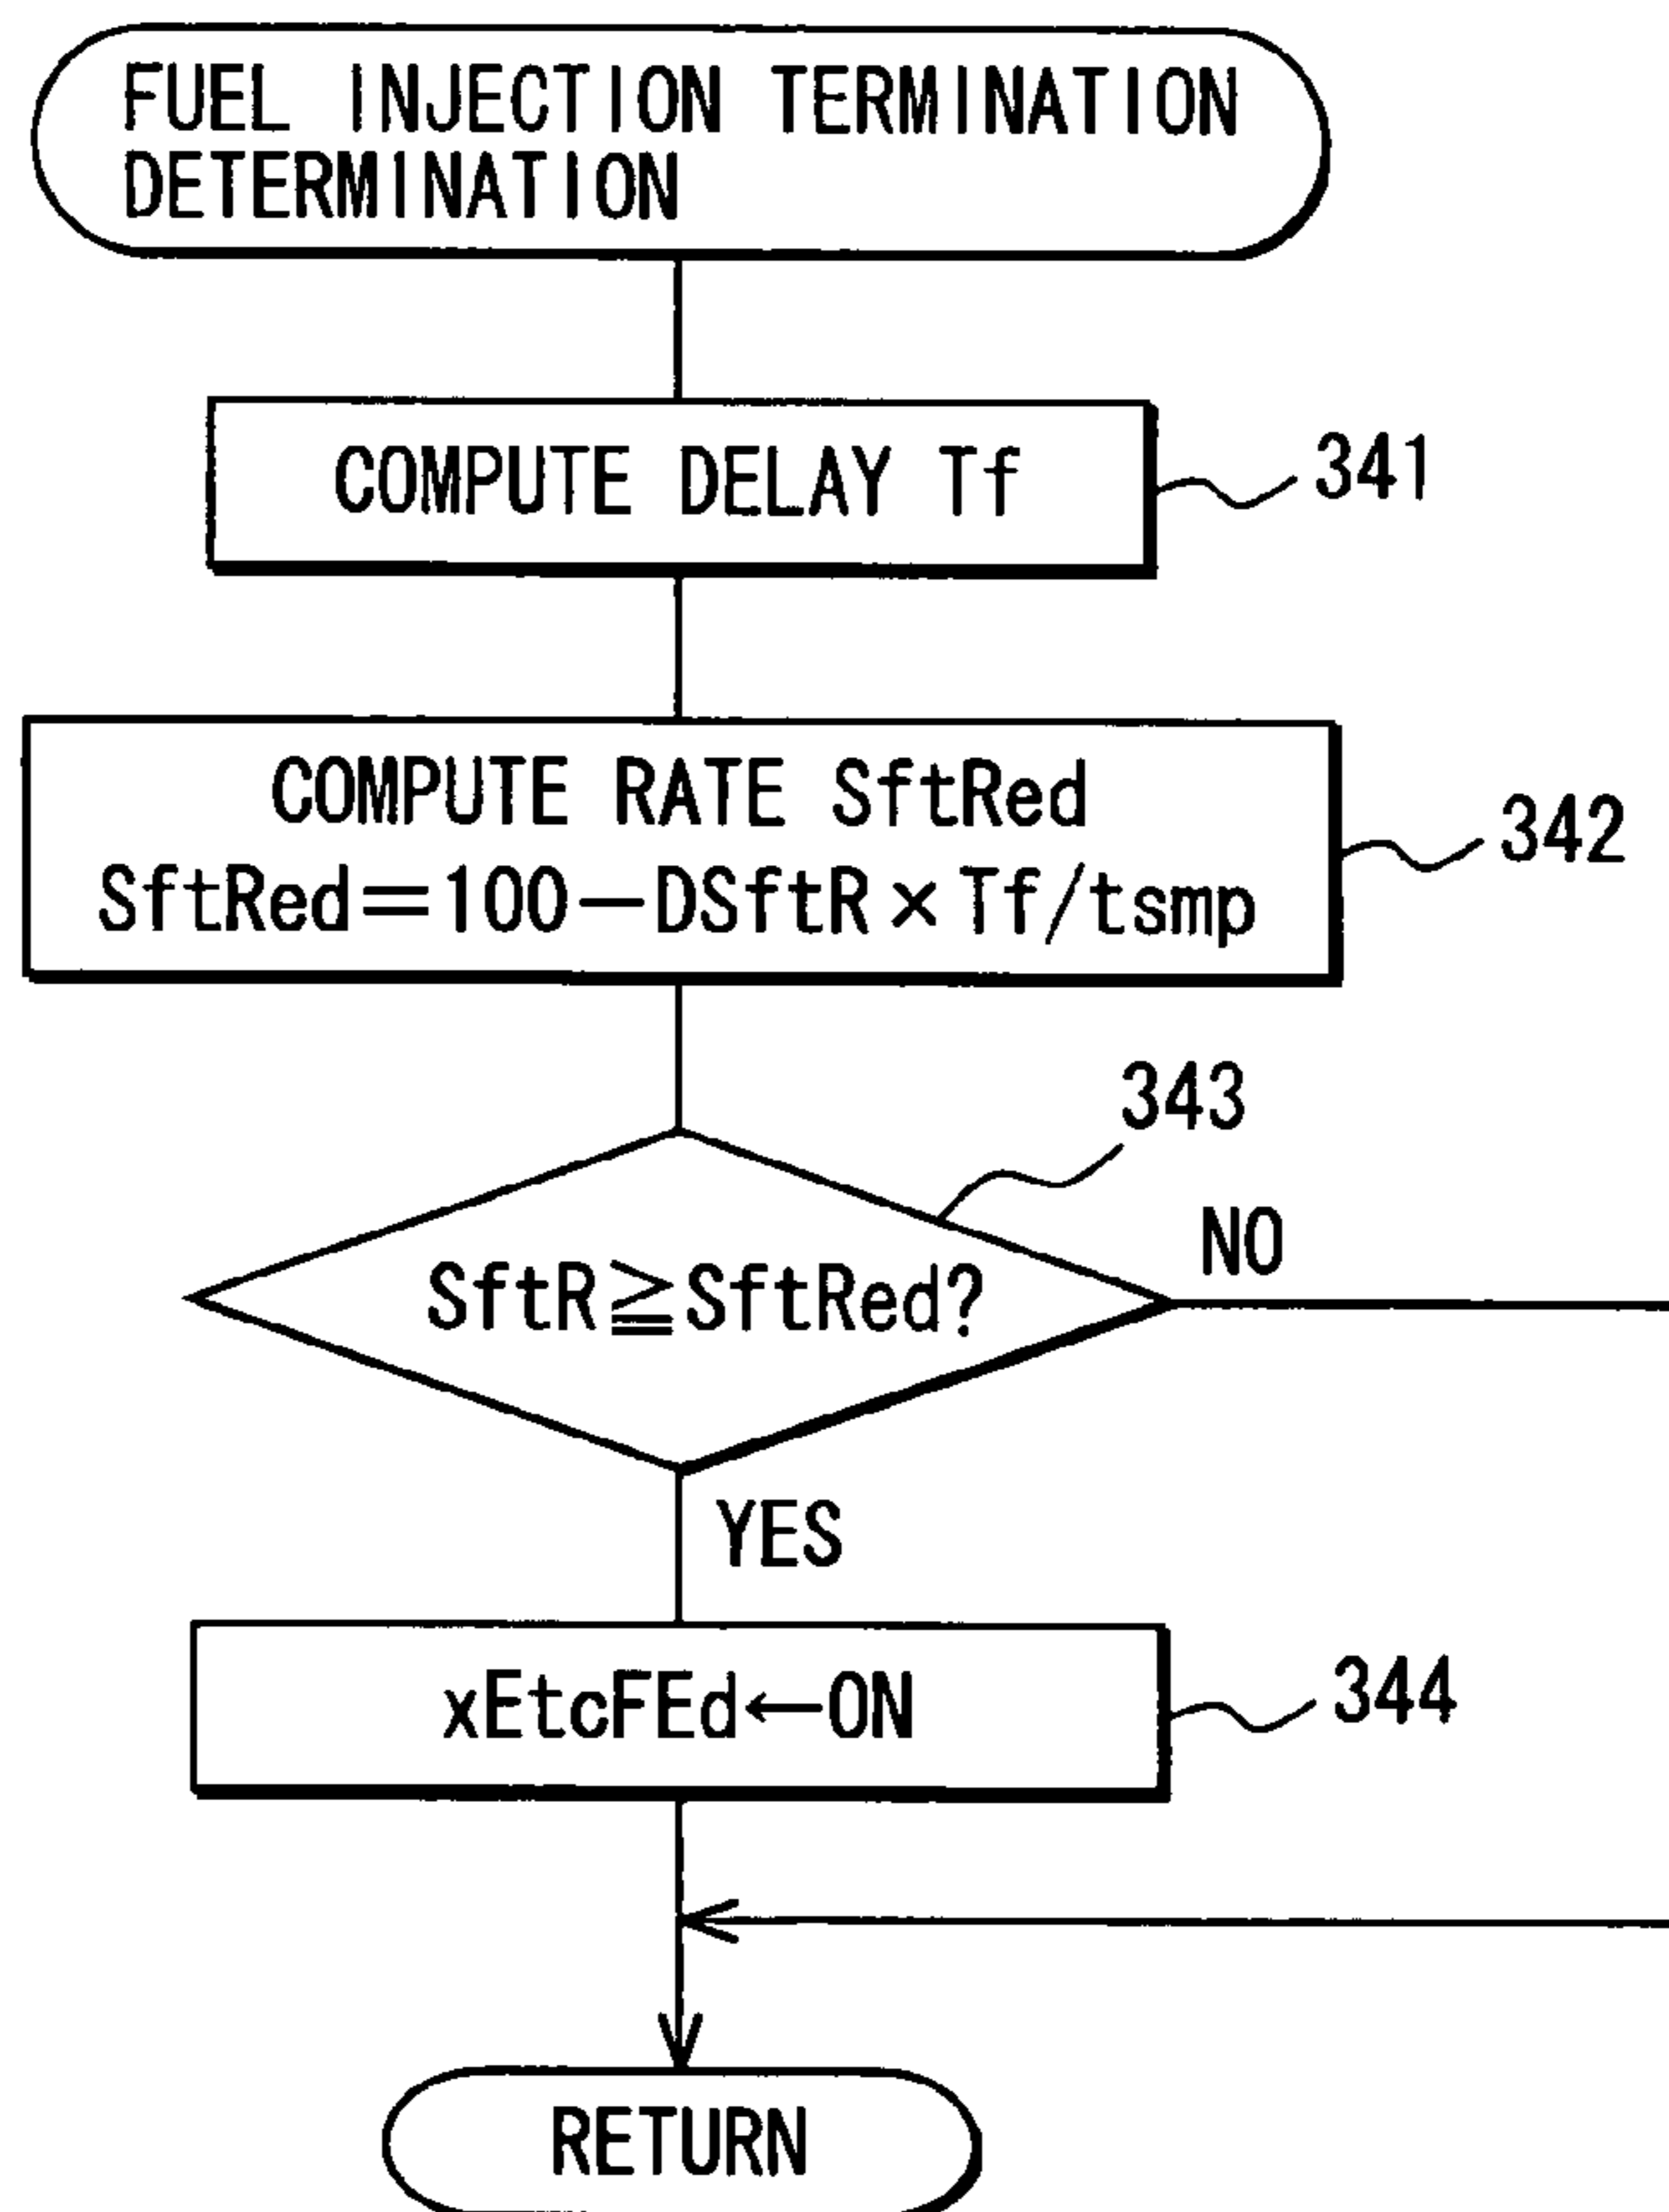 FUEL INJECTION TERMINATION
DETERMINATION
COMPUTE DELAY Tf
341
COMPUTE RATE SftRed
SftRed=100-DSftR×Tf/tsmp
342
343
SftR≧SftRed?
NO
YES
xEtcFEd←ON
344
RETURN